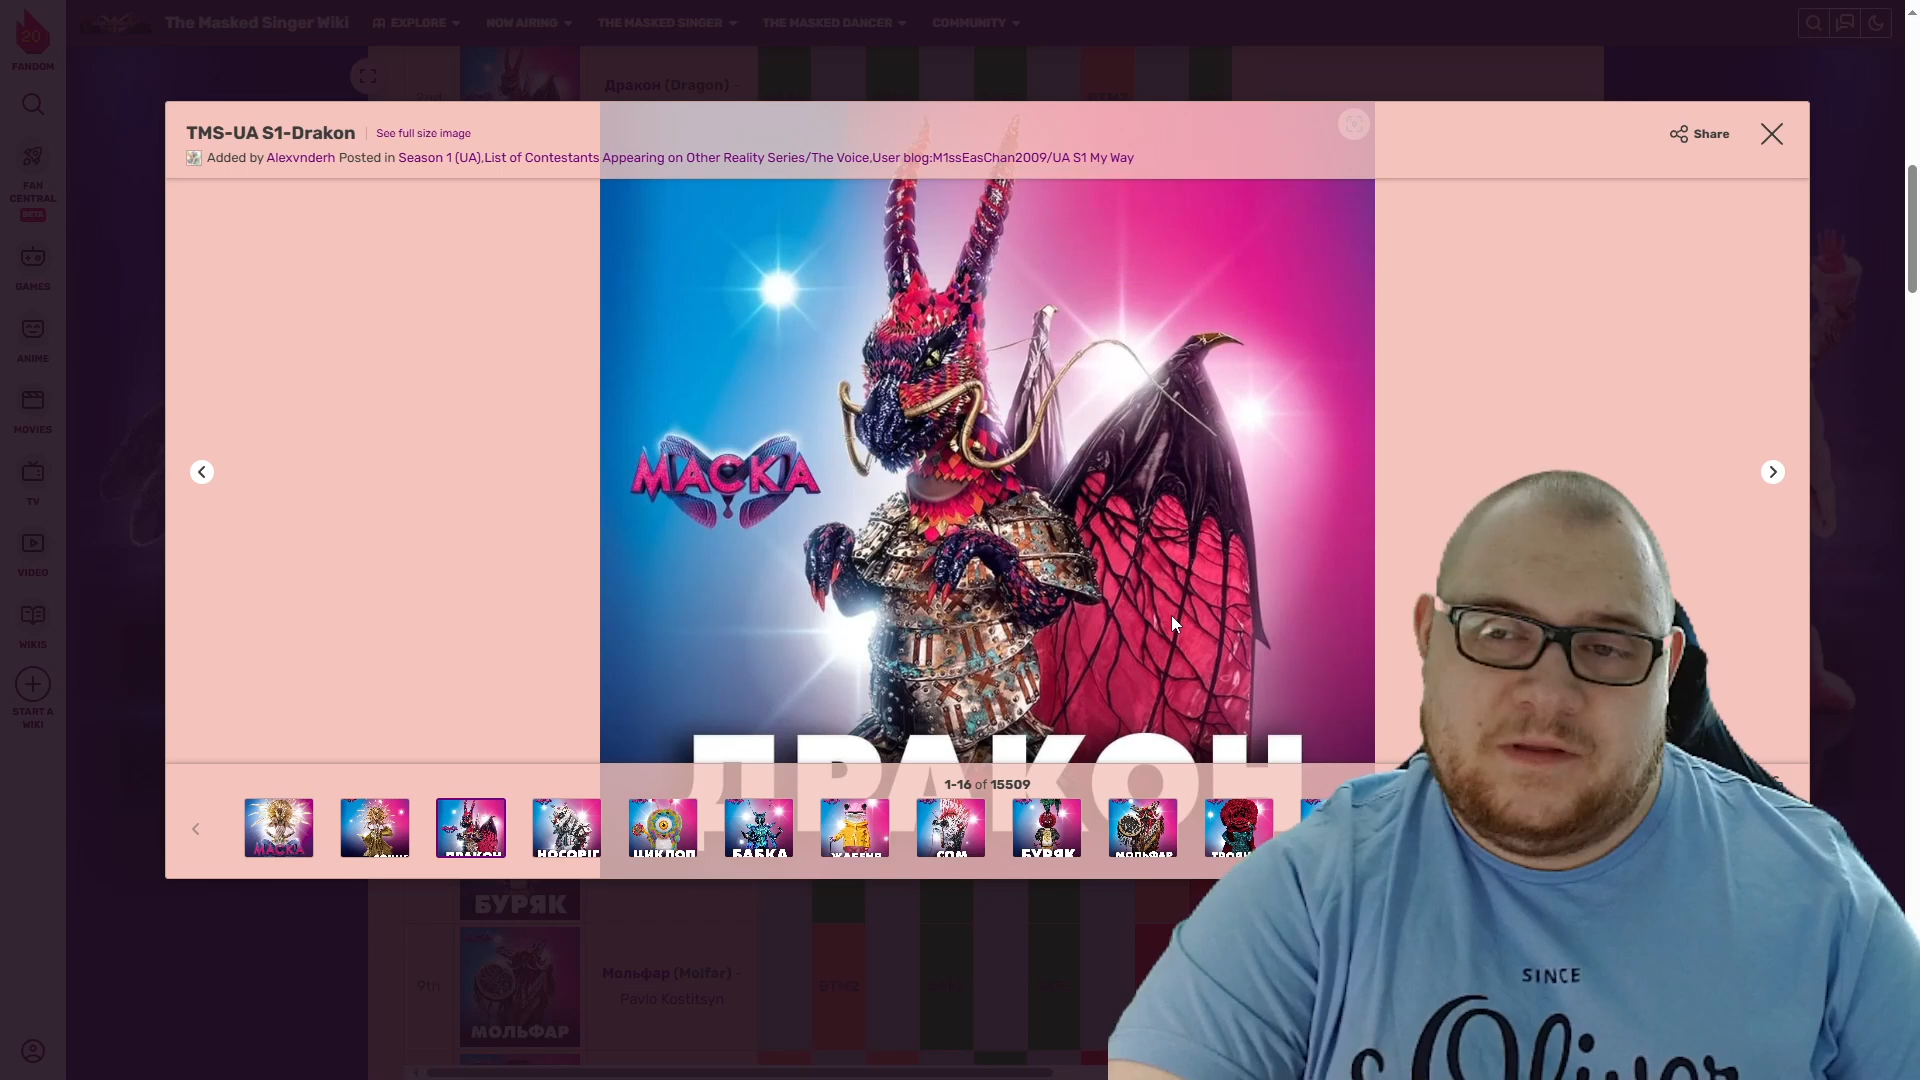 The Masked Singer Wiki
EXPLORE
NOW AIRING
THE MASKED SINGER
THE MASKED DANCER
COMMUNITY
20
FANDOM
FAN
CENTRAL
BETA
GAMES
ANIME
MOVIES
TV
VIDEO
WIKIS
START A
WIKI
Дракон (Dragon) -
TMS-UA S1-Drakon
See full size image
Share
Added by Alexvnderh Posted in Season 1 (UA),List of Contestants Appearing on Other Reality Series/The Voice,User blog:M1ssEasChan2009/UA S1 My Way
МАСКА
ДРАКОН
1-16 of 15509
МАСКА
ДРАКОН
НОСОРІГ
ЦИКЛОП
БАБКА
СОМ
БУРЯК
МОЛЬФАР
БУРЯК
9th
МОЛЬФАР
Мольфар (Molfar) -
Pavlo Kostitsyn
BTM2
SINCE
Oliver